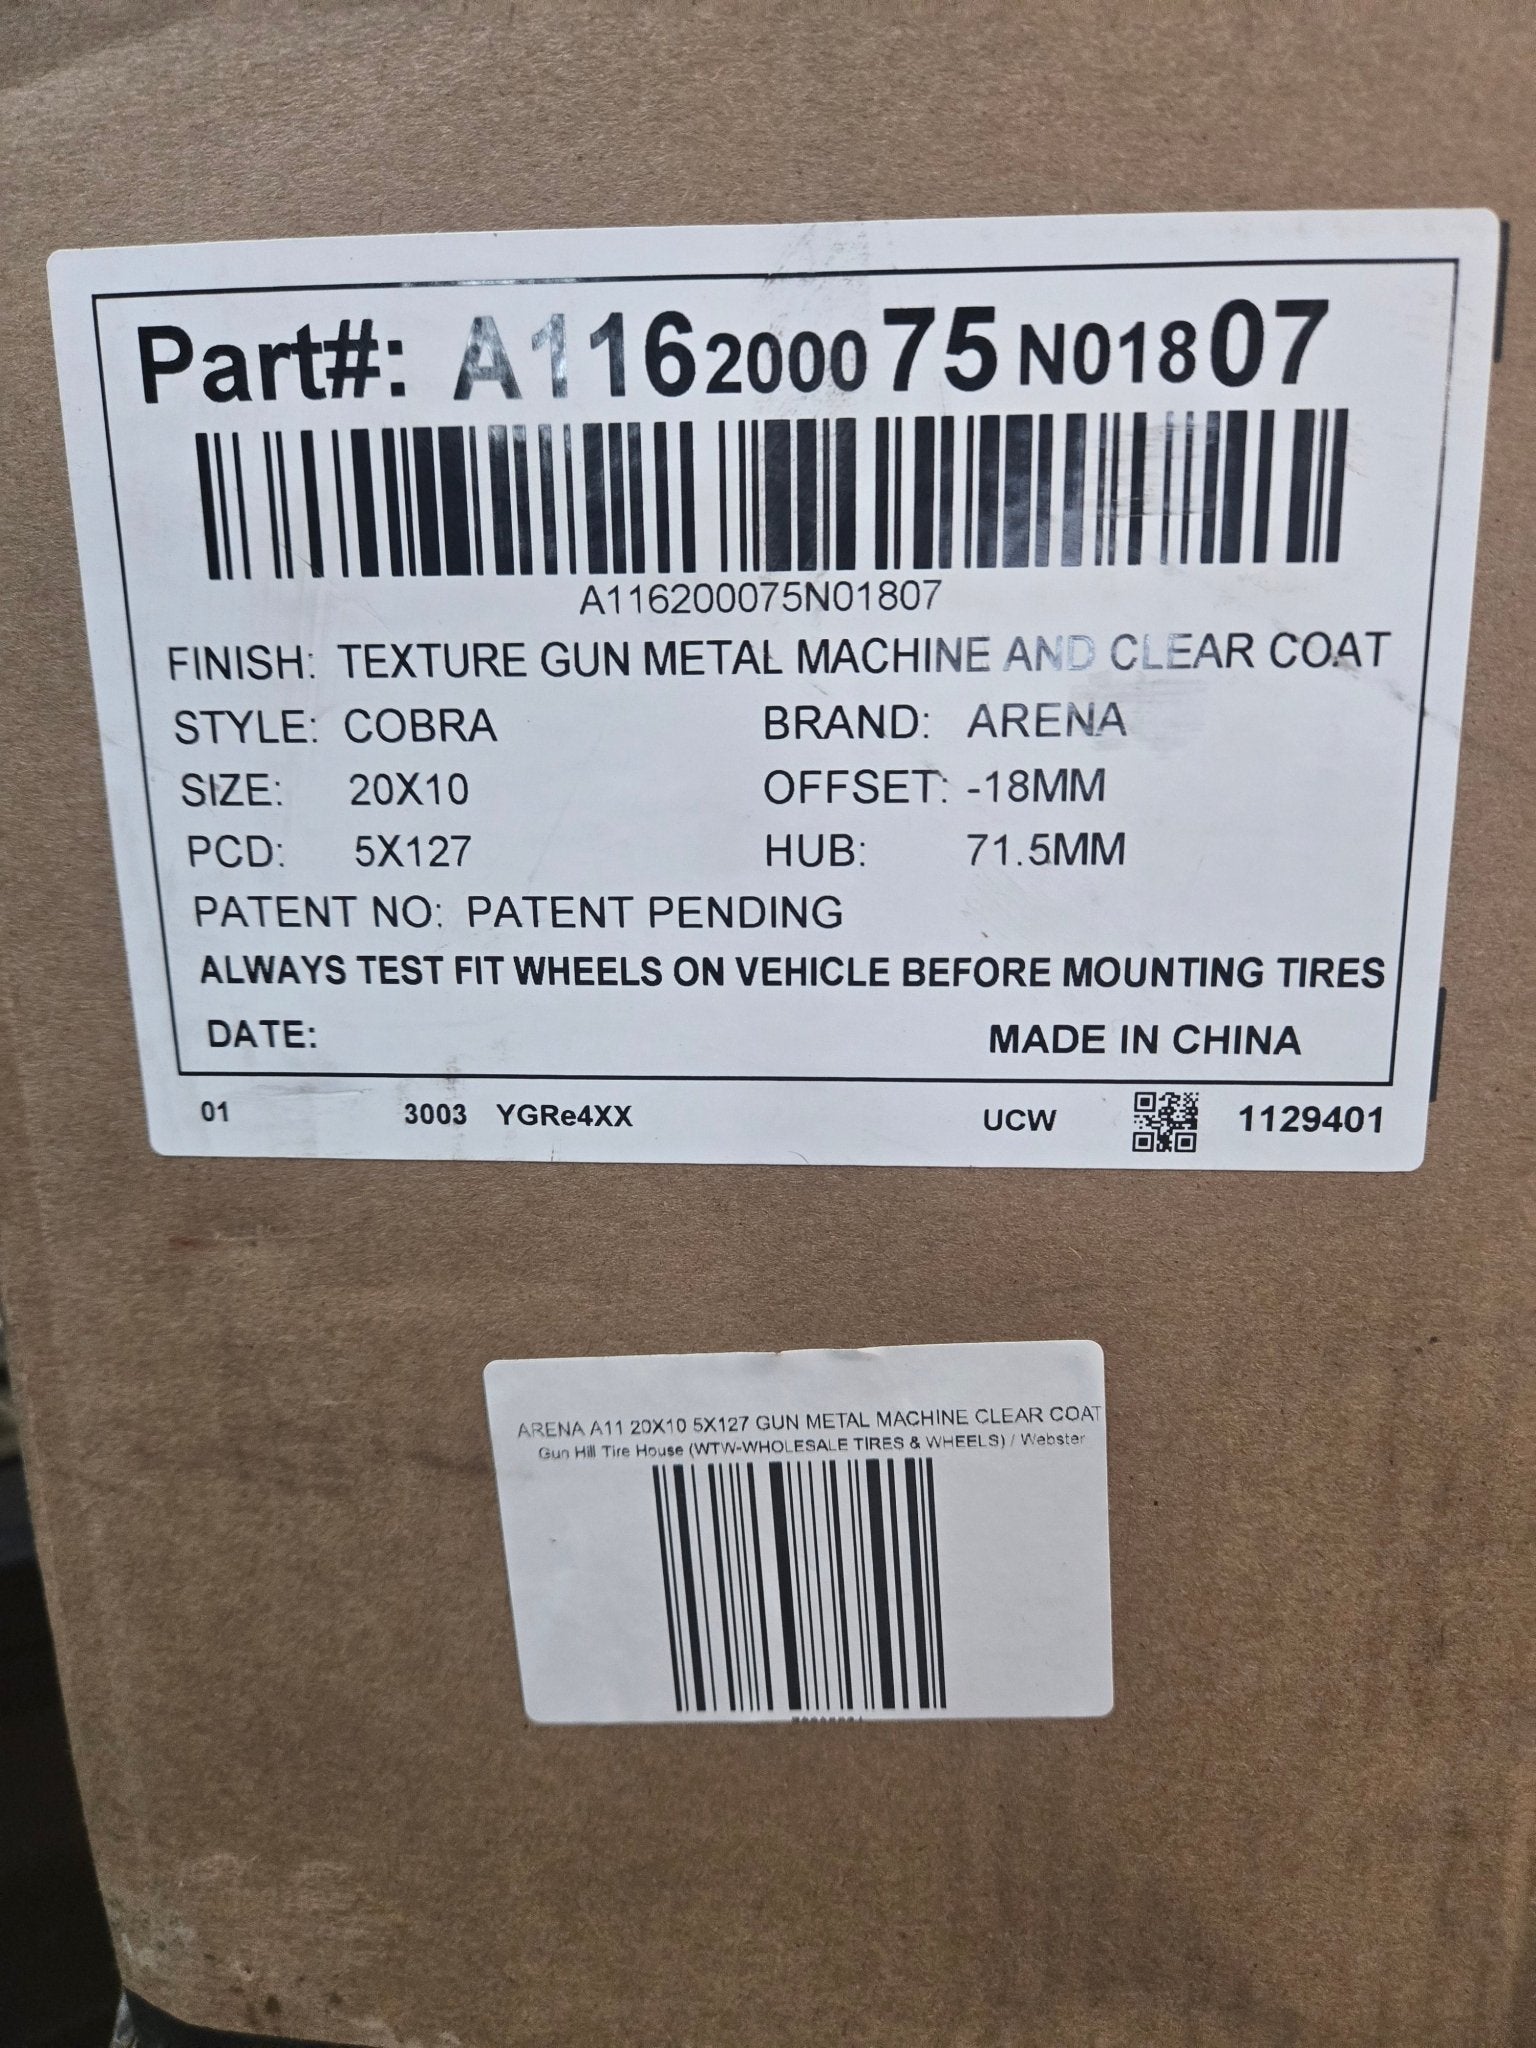 Part#: A116200075N01807
A116200075N01807
FINISH: TEXTURE GUN METAL MACHINE AND CLEAR COAT
STYLE: COBRA BRAND: ARENA
SIZE: 20X10 OFFSET: -18MM
PCD: 5X127 HUB: 71.5MM
PATENT NO: PATENT PENDING
ALWAYS TEST FIT WHEELS ON VEHICLE BEFORE MOUNTING TIRES
DATE: MADE IN CHINA
01 3003 YGRe4XX UCW 1129401
ARENA A11 20X10 5X127 GUN METAL MACHINE CLEAR COAT
Gun Hill Tire House (WTW-WHOLESALE TIRES & WHEELS) / Webster